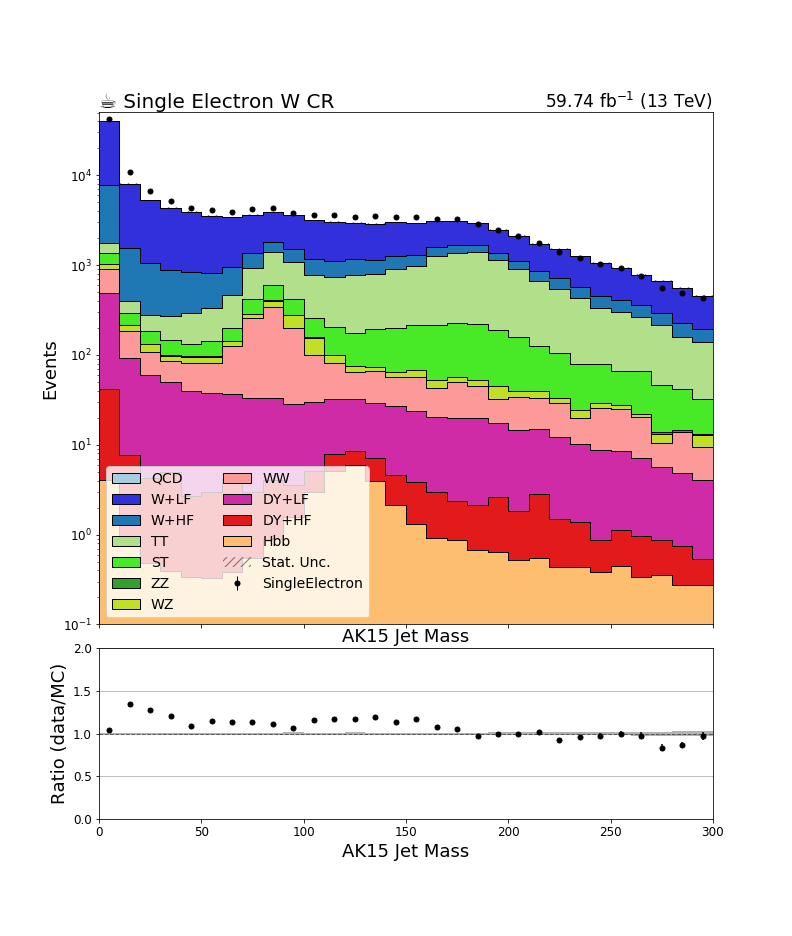 ☕ Single Electron W CR 59.74 fb⁻¹ (13 TeV)
10⁴
10³
10²
10¹
10⁰
10⁻¹
Events
QCD WW
W+LF DY+LF
W+HF DY+HF
TT Hbb
ST Stat. Unc.
ZZ SingleElectron
WZ
AK15 Jet Mass
2.0
1.5
1.0
0.5
0.0
Ratio (data/MC)
0 50 100 150 200 250 300
AK15 Jet Mass